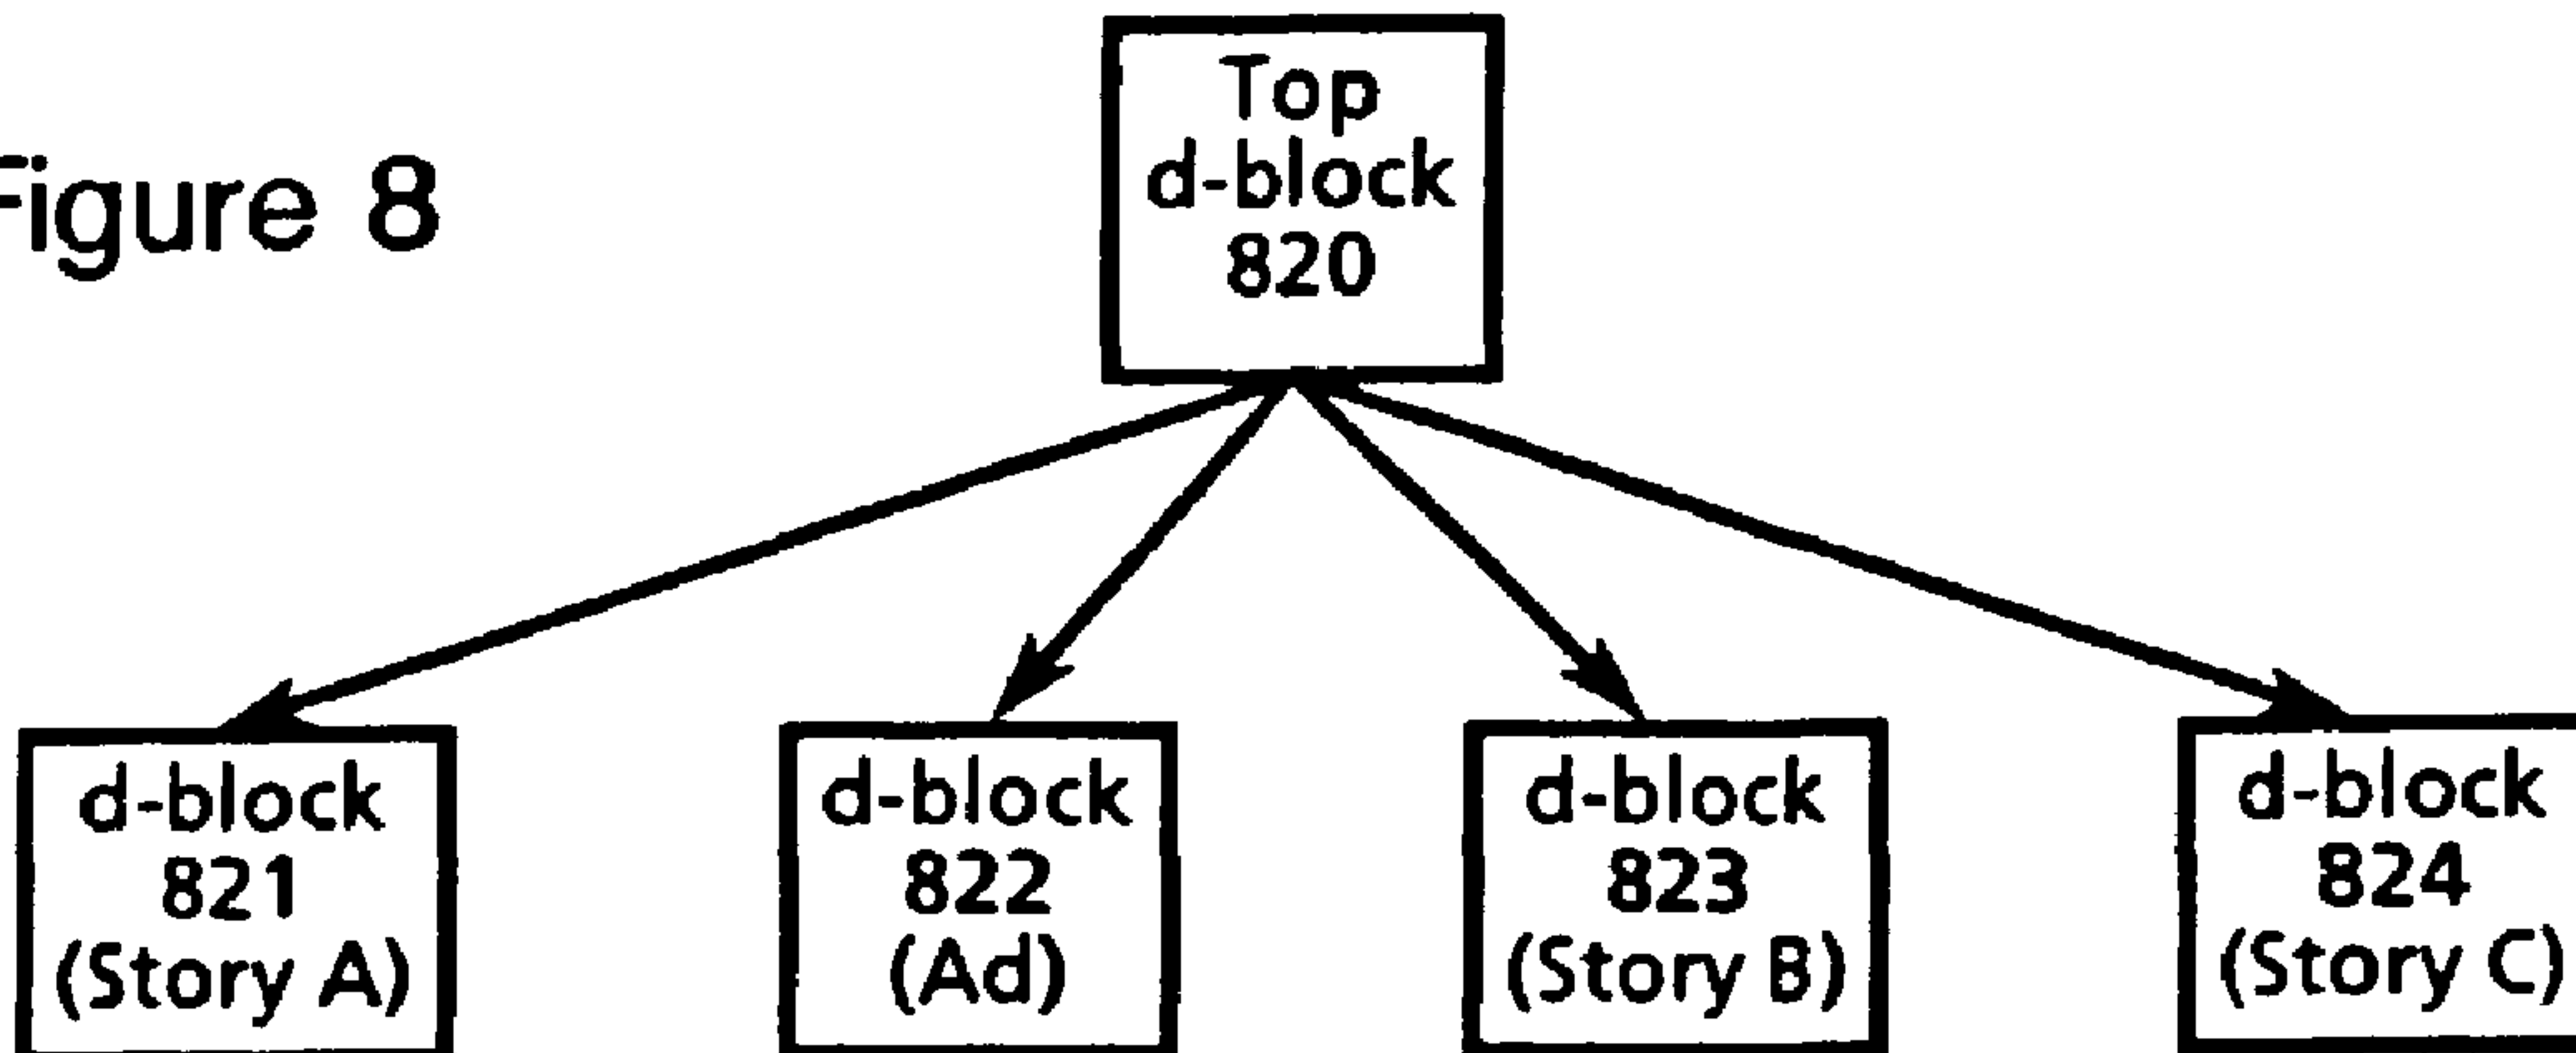 Figure 8
Top
d-block
820
d-block
821
(Story A)
d-block
822
(Ad)
d-block
823
(Story B)
d-block
824
(Story C)